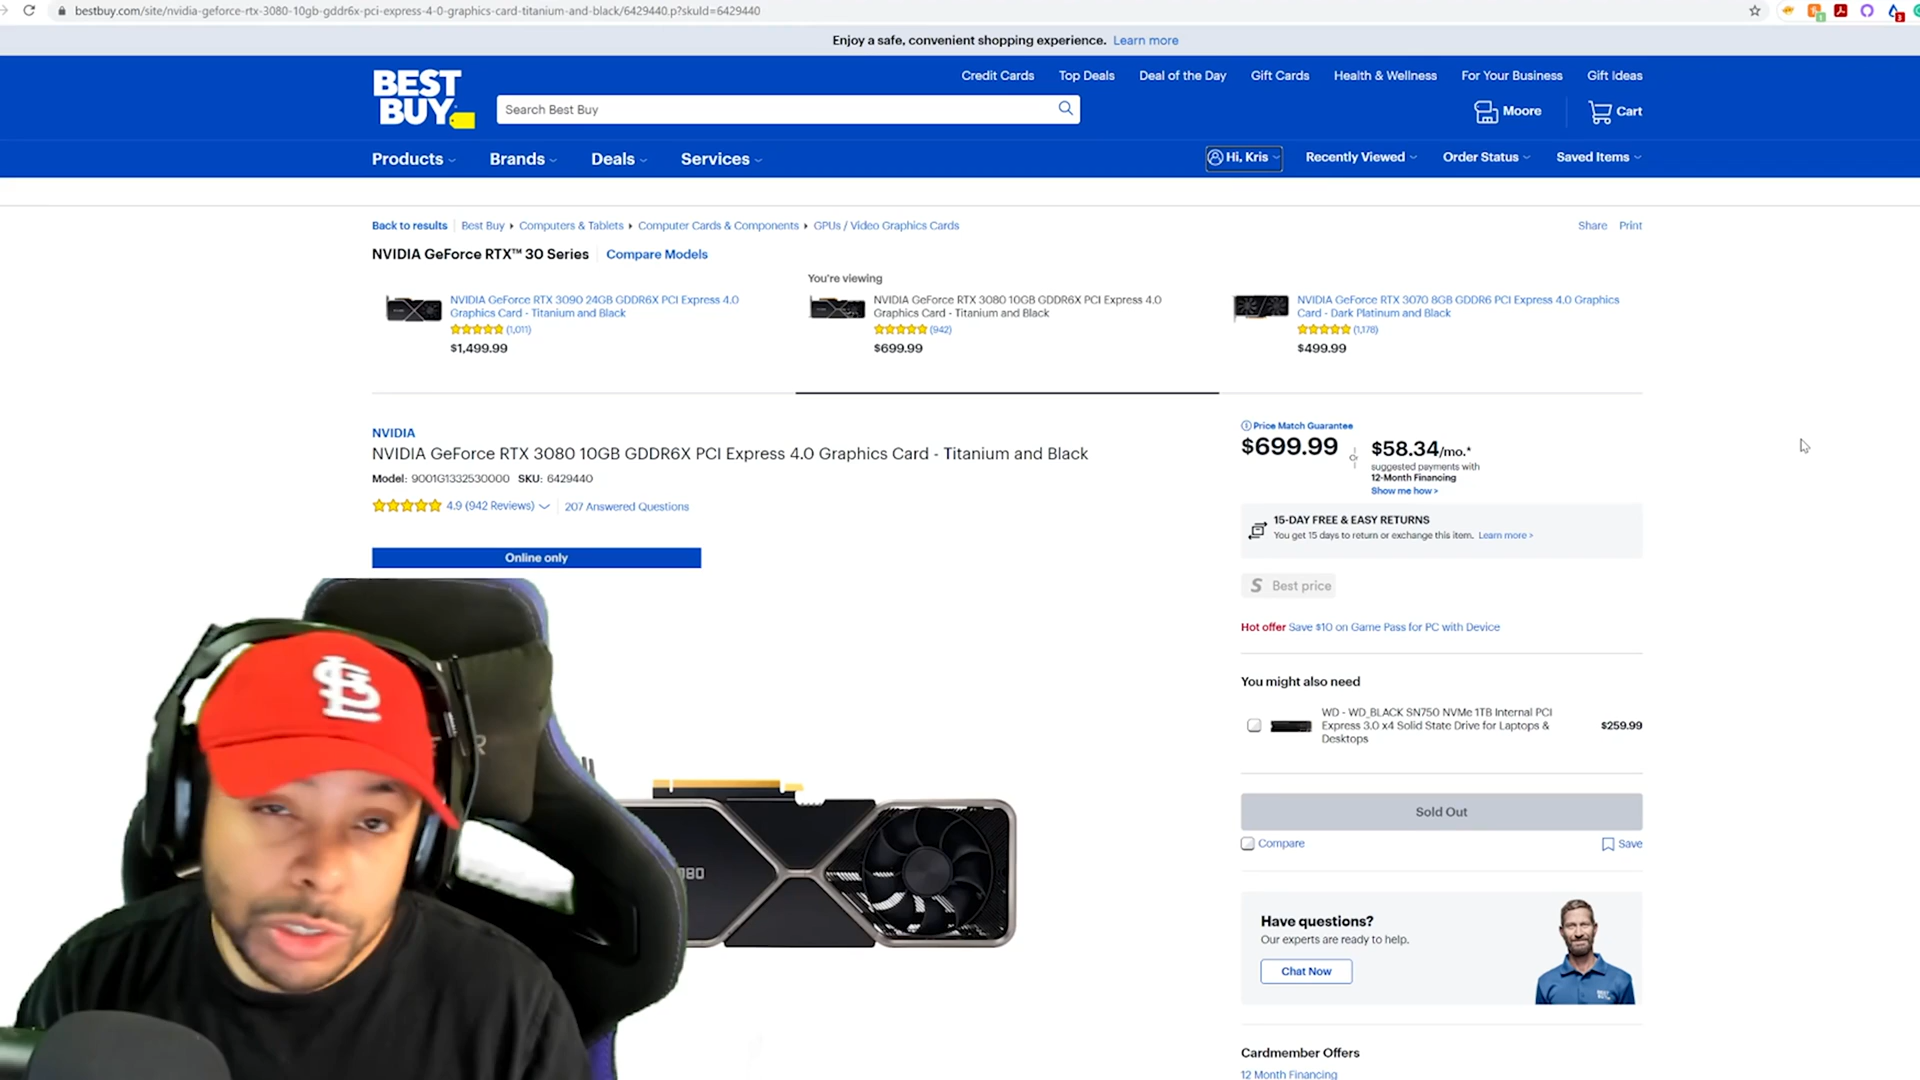 bestbuy.com/site/nvidia-geforce-rtx-3080-10gb-gddr6x-pci-express-4-0-graphics-card-titanium-and-black/6429440.p?skuId=6429440
Enjoy a safe, convenient shopping experience. Learn more
BEST BUY
Search Best Buy
Credit Cards Top Deals Deal of the Day Gift Cards Health & Wellness For Your Business Gift Ideas
Moore Cart
Products Brands Deals Services
Hi, Kris Recently Viewed Order Status Saved Items
Back to results Best Buy Computers & Tablets Computer Cards & Components GPUs / Video Graphics Cards
Share Print
NVIDIA GeForce RTX™ 30 Series Compare Models
NVIDIA GeForce RTX 3090 24GB GDDR6X PCI Express 4.0
Graphics Card - Titanium and Black
(1,011)
$1,499.99
You're viewing
NVIDIA GeForce RTX 3080 10GB GDDR6X PCI Express 4.0
Graphics Card - Titanium and Black
(942)
$699.99
NVIDIA GeForce RTX 3070 8GB GDDR6 PCI Express 4.0 Graphics
Card - Dark Platinum and Black
(1,178)
$499.99
NVIDIA
NVIDIA GeForce RTX 3080 10GB GDDR6X PCI Express 4.0 Graphics Card - Titanium and Black
Model: 9001G1332530000 SKU: 6429440
4.9 (942 Reviews) 207 Answered Questions
Online only
Price Match Guarantee
$699.99
or
$58.34/mo.*
suggested payments with
12-Month Financing
Show me how >
15-DAY FREE & EASY RETURNS
You get 15 days to return or exchange this item. Learn more >
S Best price
Hot offer Save $10 on Game Pass for PC with Device
You might also need
WD - WD_BLACK SN750 NVMe 1TB Internal PCI
Express 3.0 x4 Solid State Drive for Laptops &
Desktops
$259.99
Sold Out
Compare
Save
Have questions?
Our experts are ready to help.
Chat Now
BEST BUY
Cardmember Offers
12 Month Financing
STL
R
080